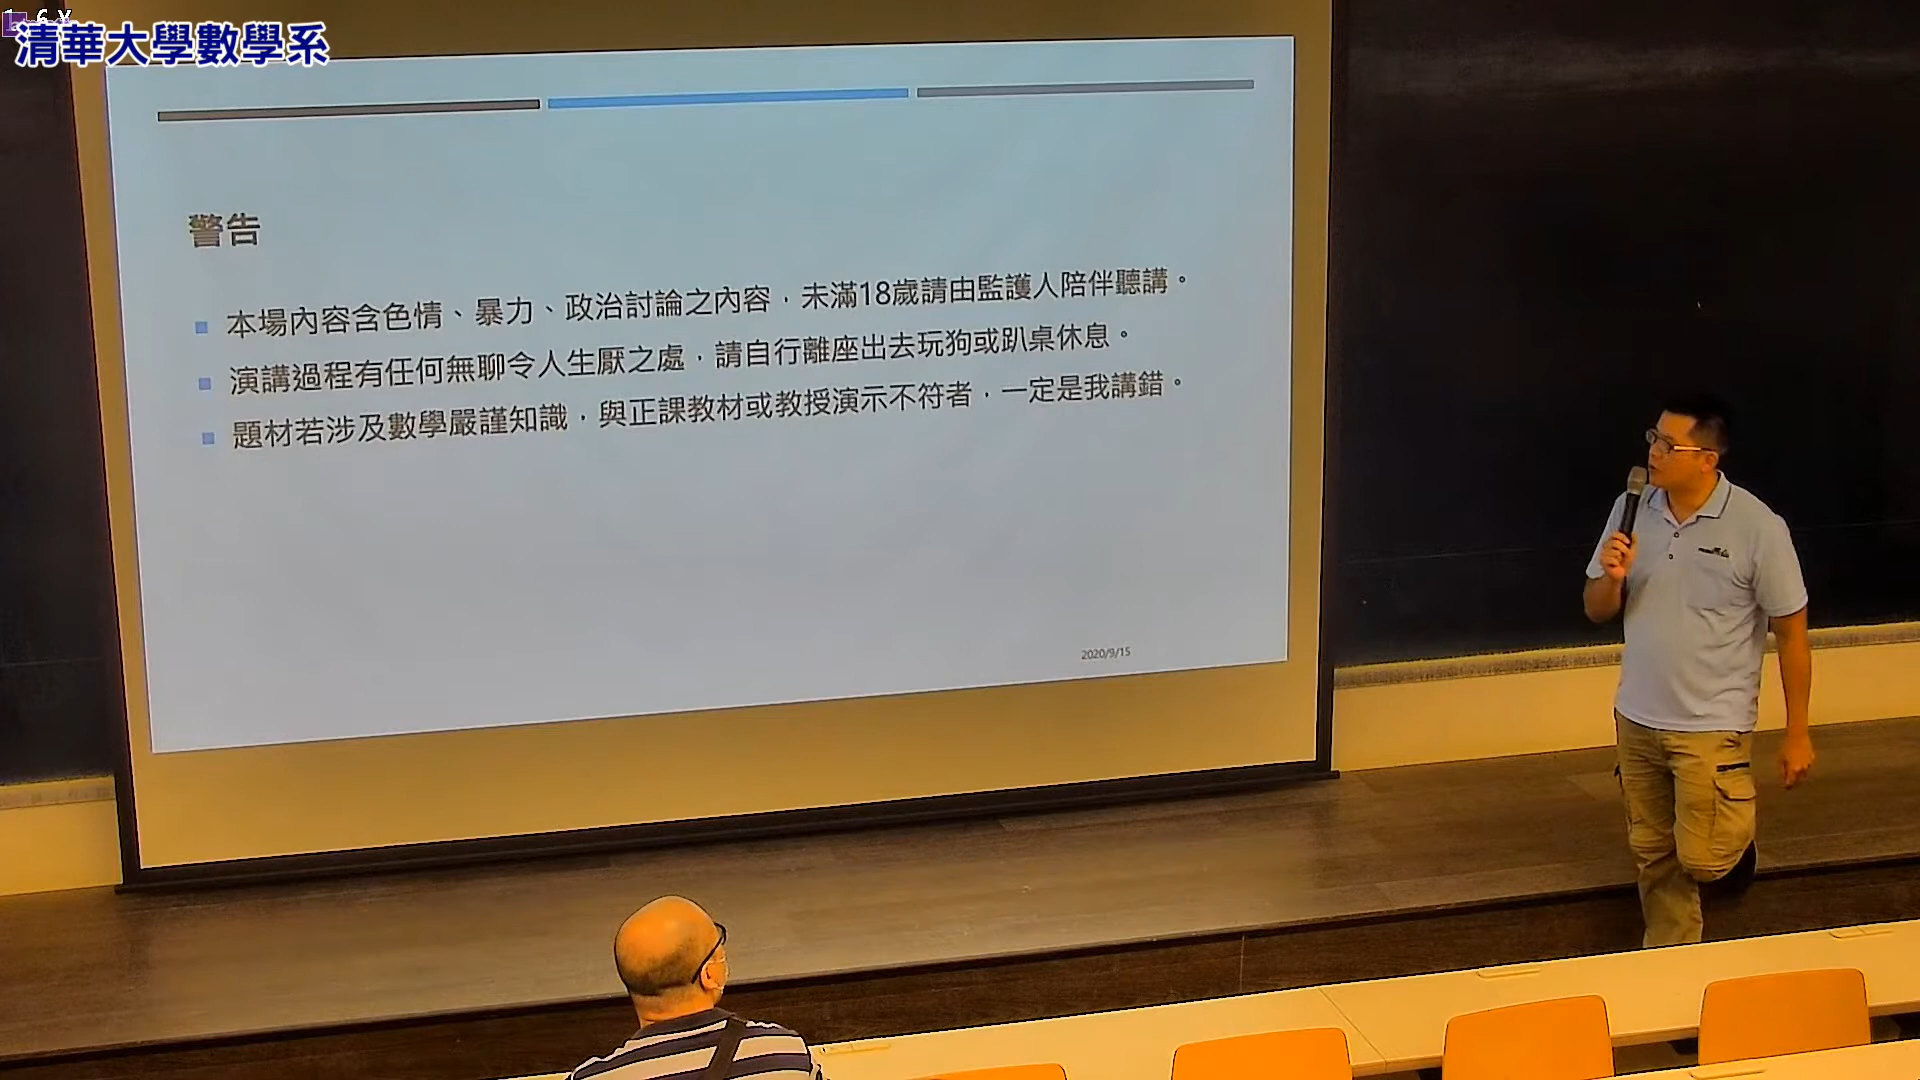 清華大學數學系
警告
本場內容含色情、暴力、政治討論之內容，未滿18歲請由監護人陪伴聽講。
演講過程有任何無聊令人生厭之處，請自行離座出去玩狗或趴桌休息。
題材若涉及數學嚴謹知識，與正課教材或教授演示不符者，一定是我講錯。
2020/9/15